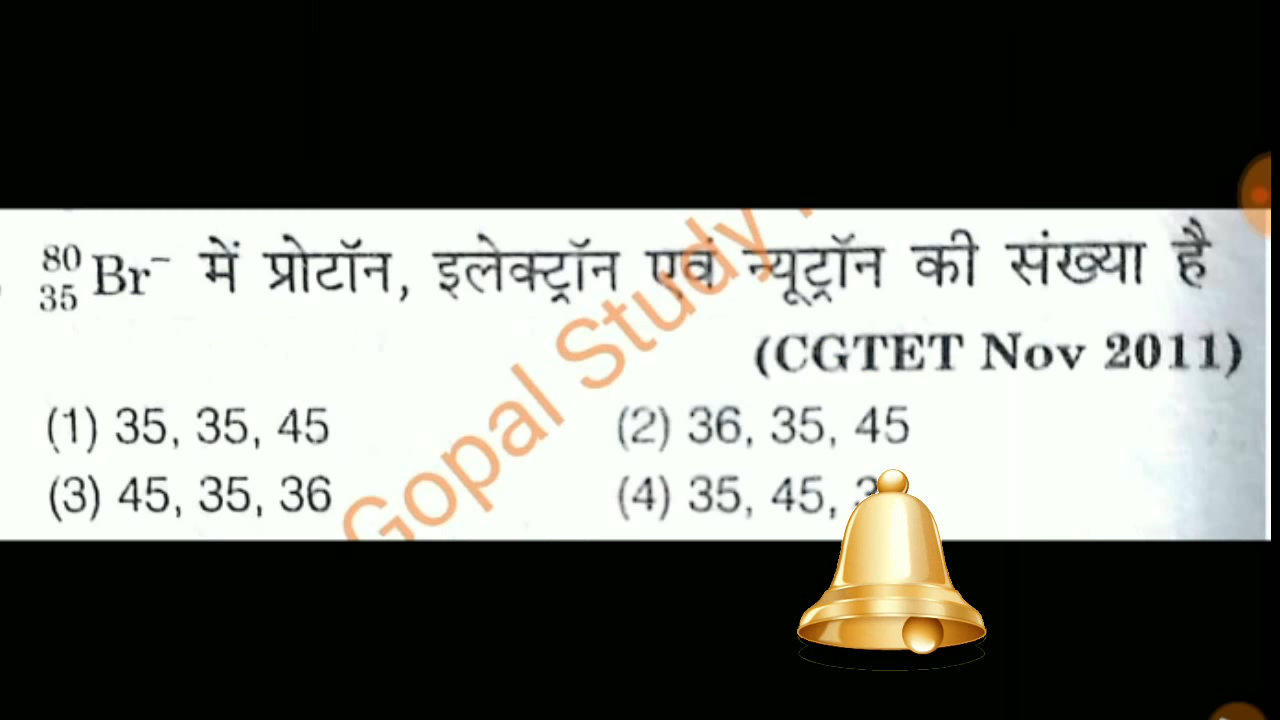 ⁸⁰₃₅Br⁻ में प्रोटॉन, इलेक्ट्रॉन एवं न्यूट्रॉन की संख्या है
(CGTET Nov 2011)
(1) 35, 35, 45 (2) 36, 35, 45
(3) 45, 35, 36 (4) 35, 45,
Gopal Study